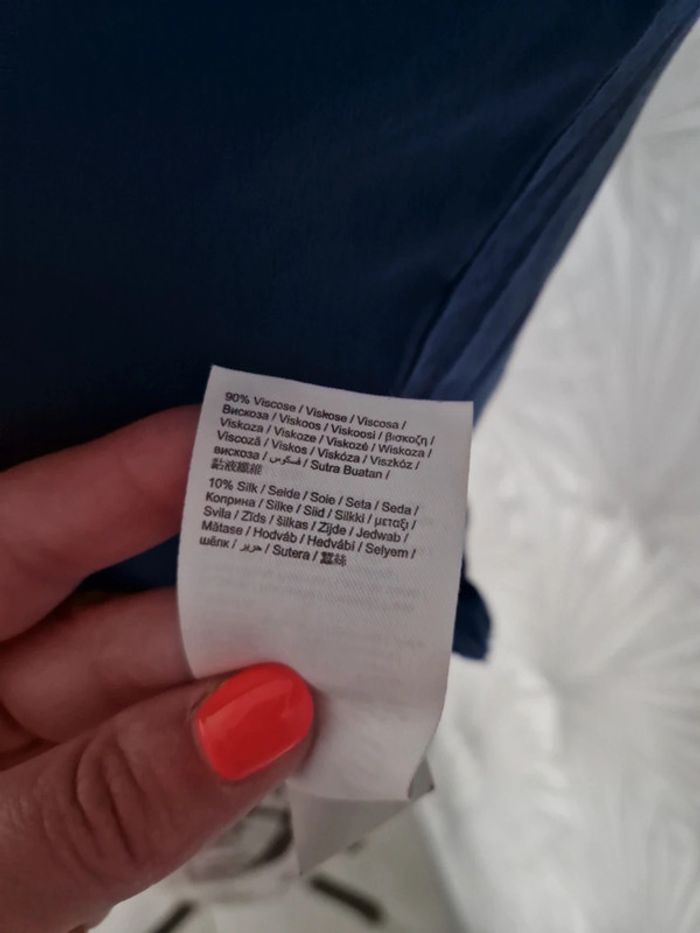 90% Viscose / Viskose / Viscosa /
Вискоза / Viskoos / Viskoosi / βισκοζη /
Viskoza / Viskoze / Viskozė / Wiskoza /
Viscoză / Viskos / Viskóza / Viszkóz /
вискоза / فسكوس / Sutra Buatan /
黏液纖維
10% Silk / Seide / Soie / Seta / Seda /
Коприна / Silke / Siid / Silkki / μεταξι /
Svila / Zīds / šilkas / Zijde / Jedwab /
Mătase / Hodváb / Hedvábí / Selyem /
шёлк / حرير / Sutera / 蠶絲